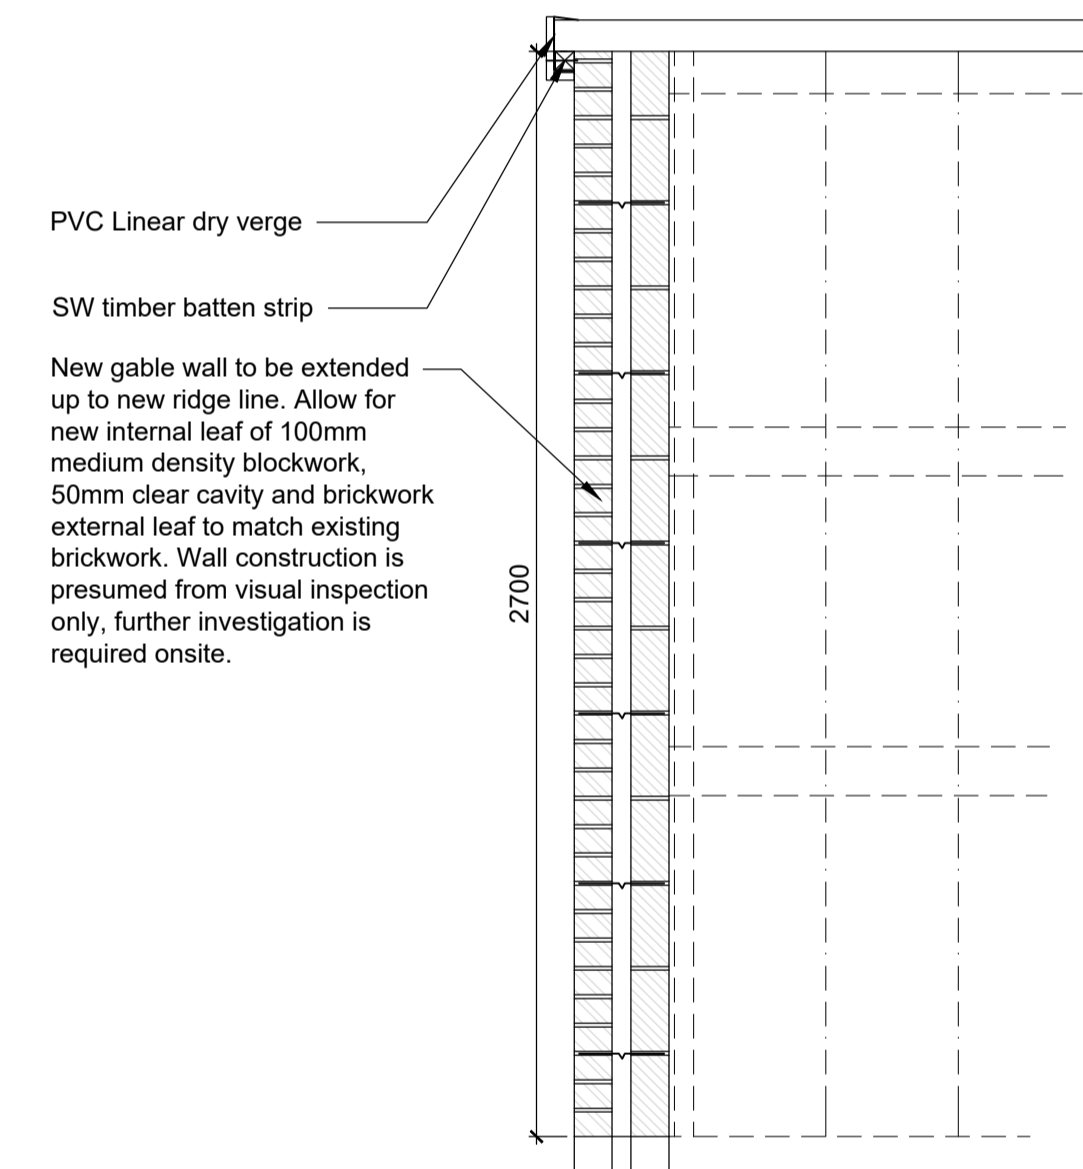 PVC Linear dry verge
SW timber batten strip
New gable wall to be extended
up to new ridge line. Allow for
new internal leaf of 100mm
medium density blockwork,
50mm clear cavity and brickwork
external leaf to match existing
brickwork. Wall construction is
presumed from visual inspection
only, further investigation is
required onsite.
2700